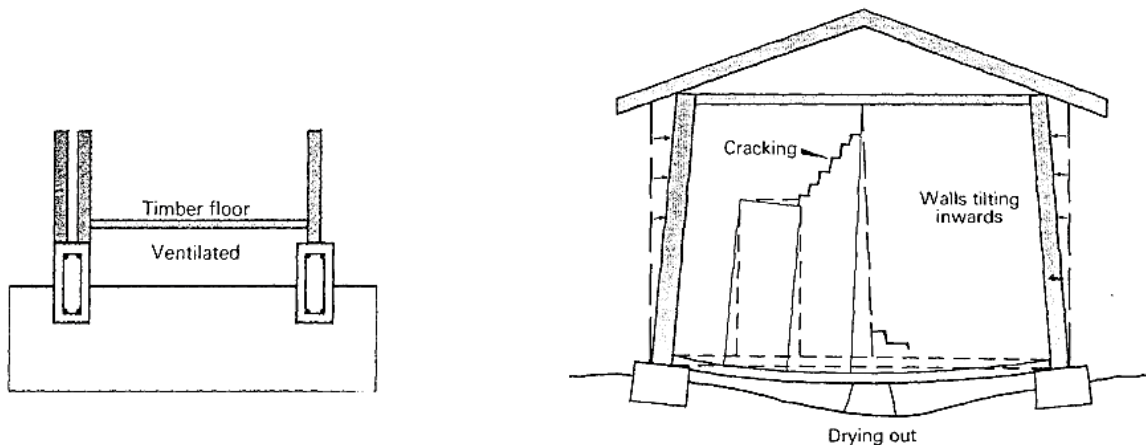 Timber floor
Ventilated
Cracking
Walls tilting
inwards
Drying out